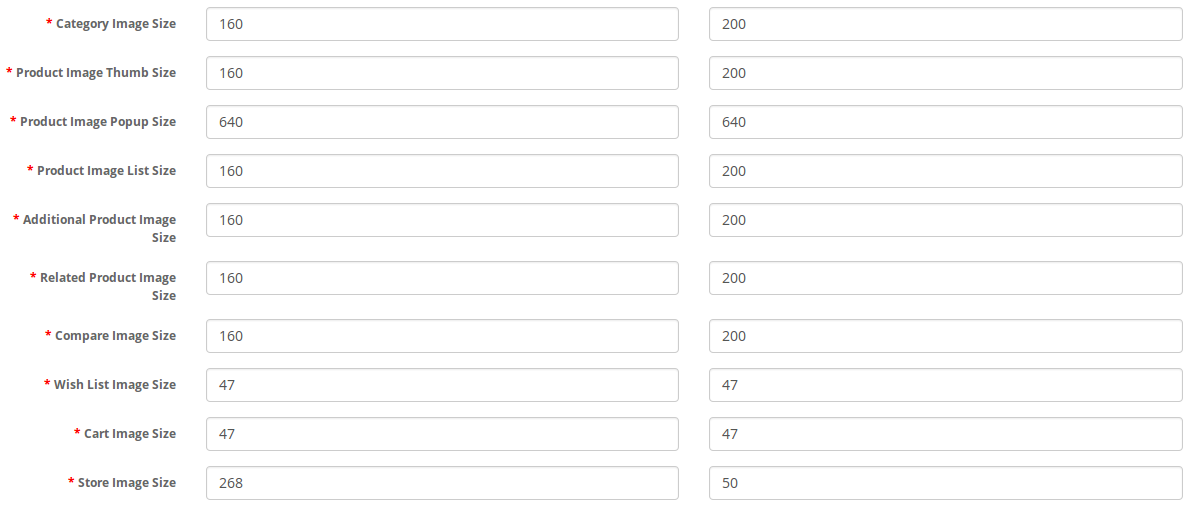 * Category Image Size 160 200
* Product Image Thumb Size 160 200
* Product Image Popup Size 640 640
* Product Image List Size 160 200
* Additional Product Image 160 200
Size
* Related Product Image 160 200
Size
* Compare Image Size 160 200
* Wish List Image Size 47 47
* Cart Image Size 47 47
* Store Image Size 268 50